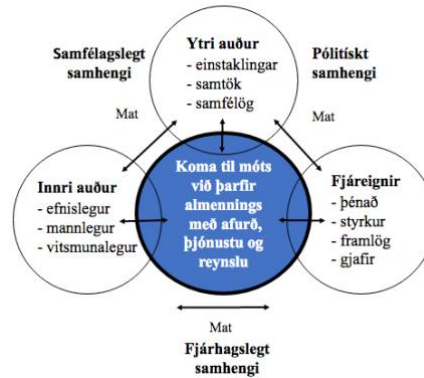 Ytri auður
- einstaklingar
- samtök
- samfélög
Samfélagslegt
samhengi
Pólitískt
samhengi
Mat
Mat
Innri auður
- efnislegur
- mannlegur
- vitsmunalegur
Koma til móts
við þarfir
almennings
með afurð,
þjónustu og
reynslu
Fjáreignir
- þénað
- styrkur
- framlög
- gjafir
Mat
Fjárhagslegt
samhengi